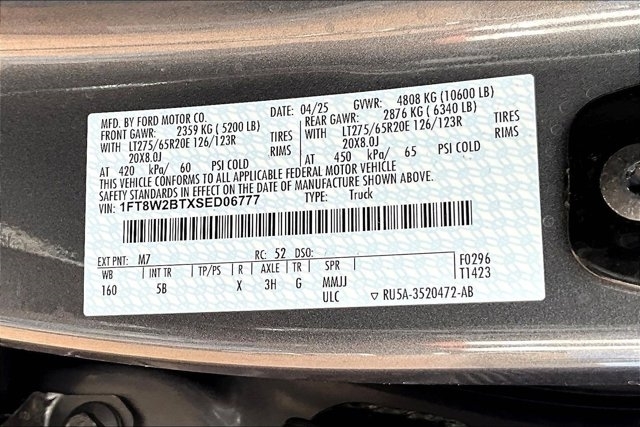 MFD. BY FORD MOTOR CO.
DATE: 04/25 GVWR: 4808 KG (10600 LB)
FRONT GAWR: 2359 KG ( 5200 LB) REAR GAWR: 2876 KG ( 6340 LB)
WITH LT275/65R20E 126/123R TIRES WITH LT275/65R20E 126/123R TIRES
20X8.0J RIMS 20X8.0J RIMS
AT 420 kPa/ 60 PSI COLD AT 450 kPa/ 65 PSI COLD
THIS VEHICLE CONFORMS TO ALL APPLICABLE FEDERAL MOTOR VEHICLE
SAFETY STANDARDS IN EFFECT ON THE DATE OF MANUFACTURE SHOWN ABOVE.
VIN: 1FT8W2BTXSED06777 TYPE: Truck
EXT PNT: M7 RC: 52 DSO: F0296
WB INT TR TP/PS R AXLE TR SPR T1423
160 5B X 3H G MMJJ
ULC RU5A-3520472-AB